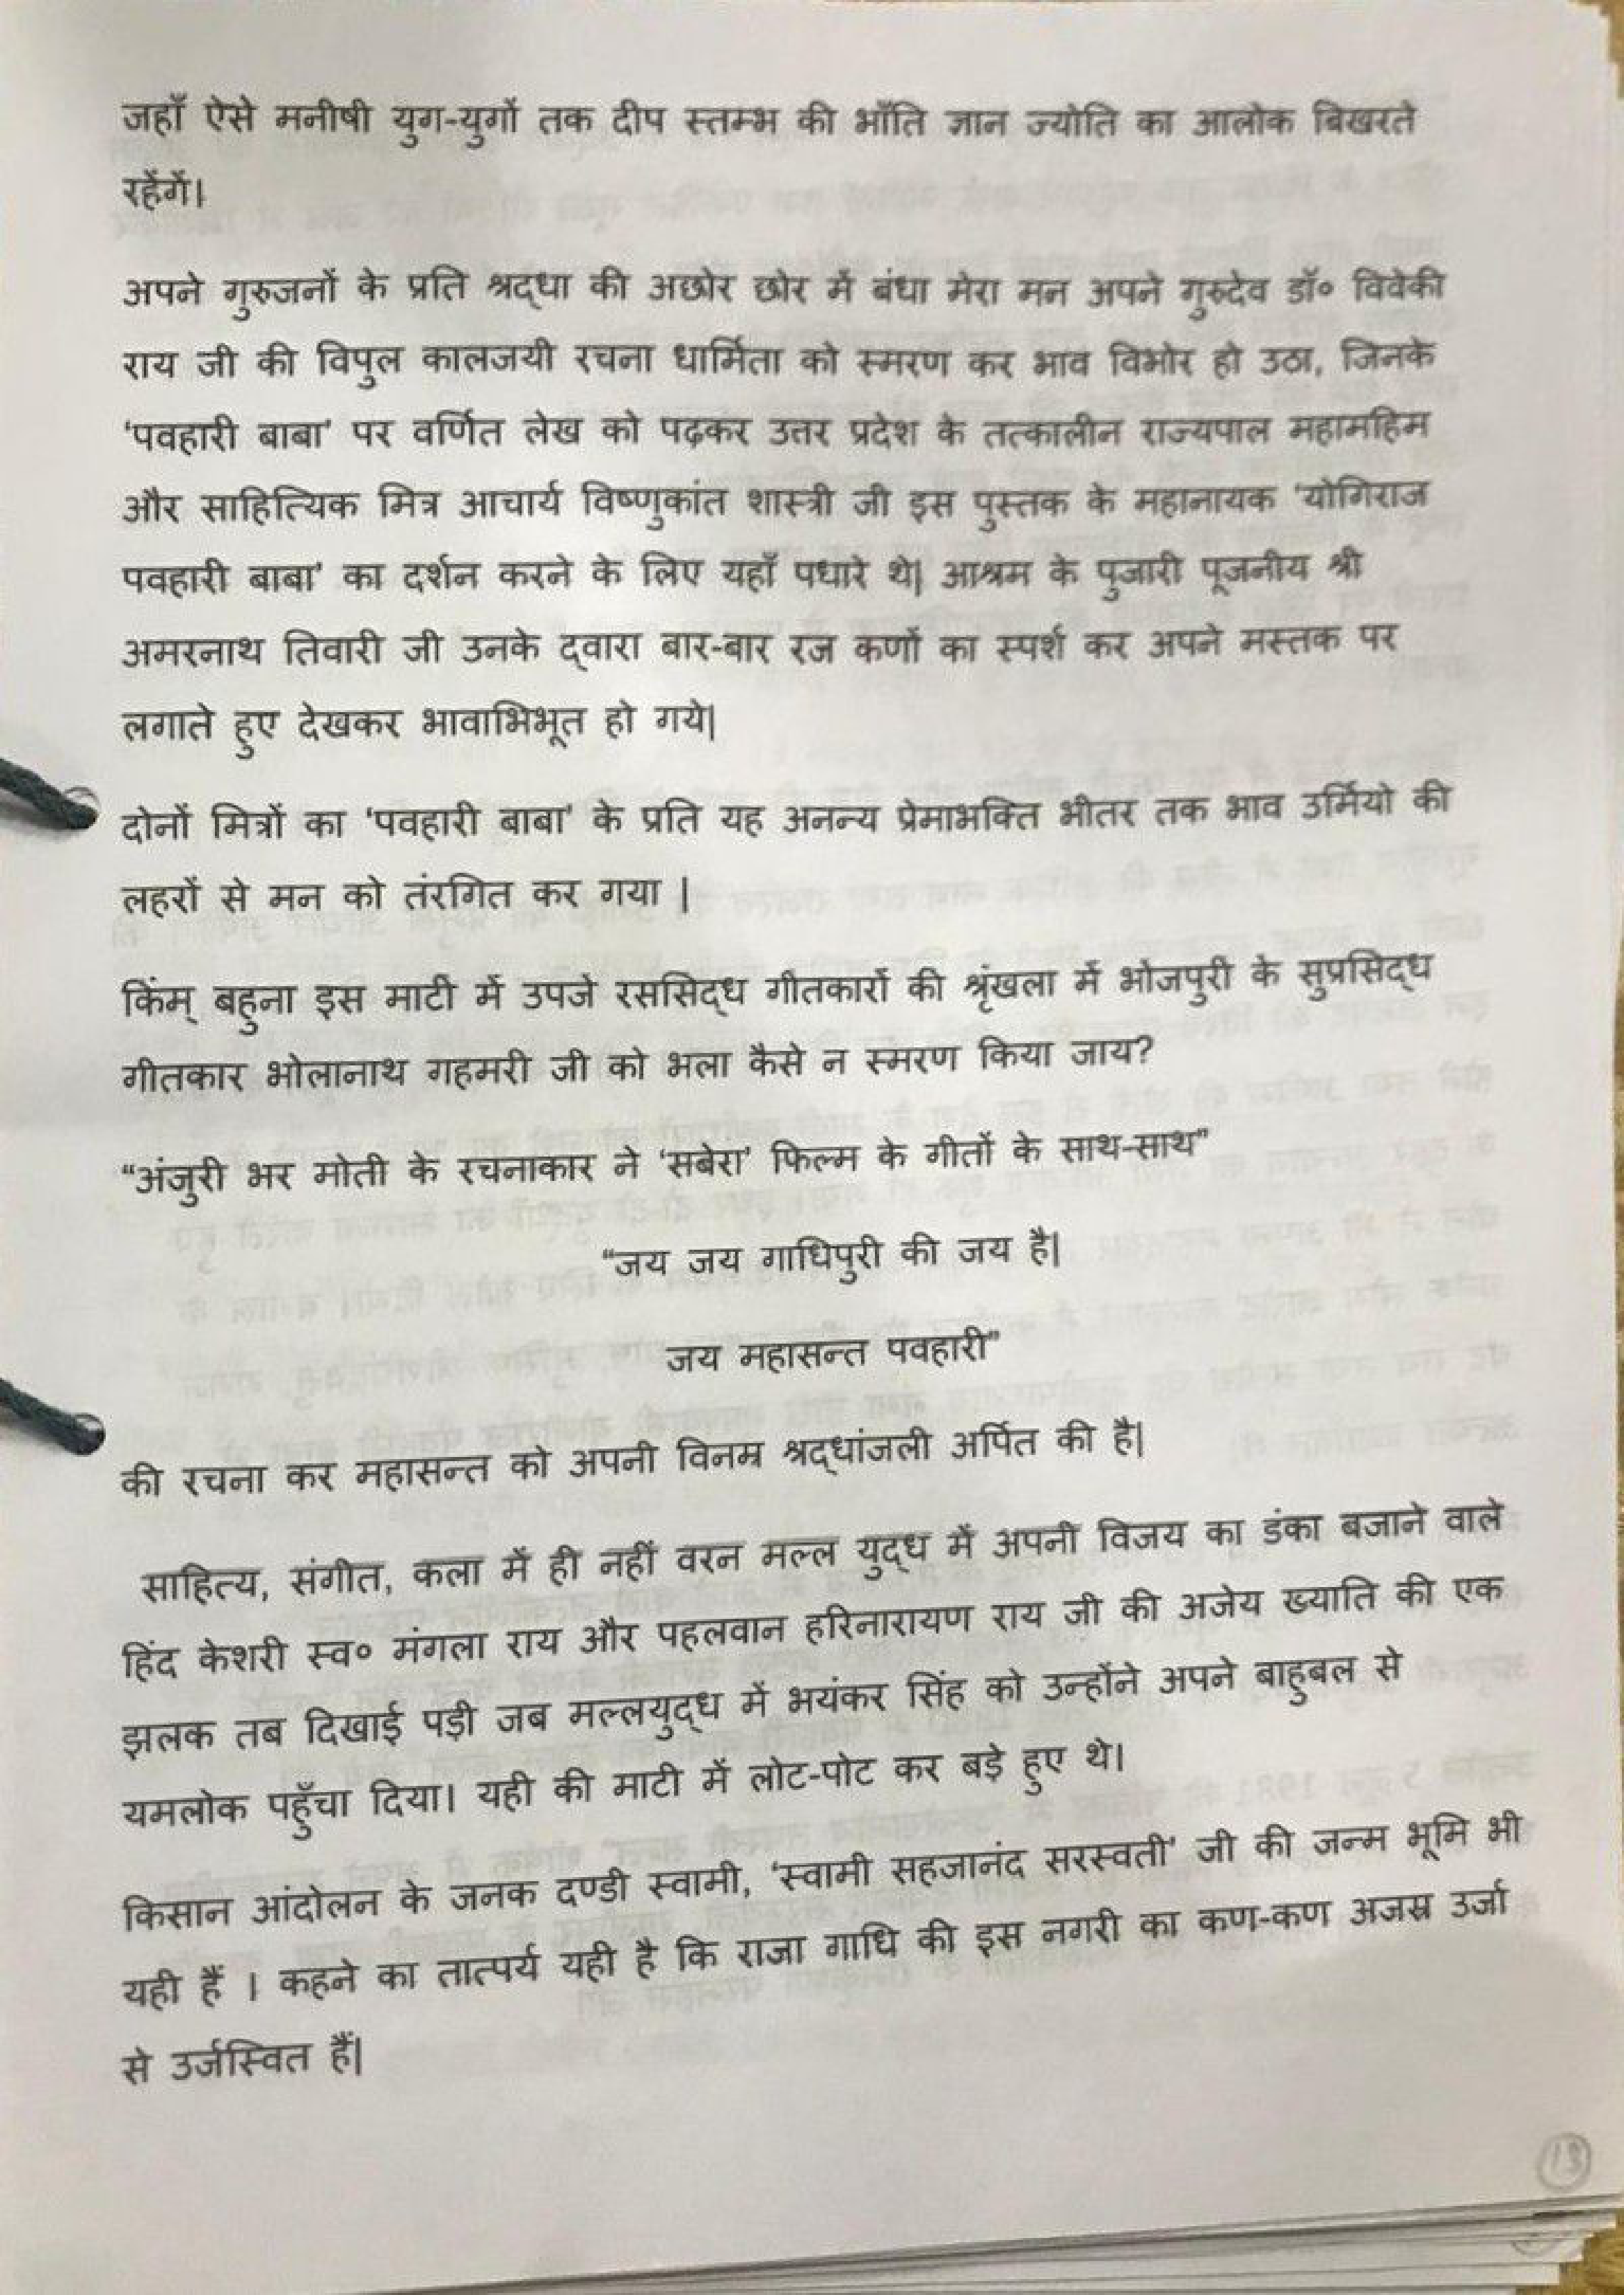 जहाँ ऐसे मनीषी युग-युगों तक दीप स्तम्भ की भाँति ज्ञान ज्योति का आलोक बिखरते
रहेंगें।
अपने गुरुजनों के प्रति श्रद्धा की अछोर छोर में बंधा मेरा मन अपने गुरुदेव डॉ० विवेकी
राय जी की विपुल कालजयी रचना धार्मिता को स्मरण कर भाव विभोर हो उठा, जिनके
'पवहारी बाबा' पर वर्णित लेख को पढ़कर उत्तर प्रदेश के तत्कालीन राज्यपाल महामहिम
और साहित्यिक मित्र आचार्य विष्णुकांत शास्त्री जी इस पुस्तक के महानायक 'योगिराज
पवहारी बाबा' का दर्शन करने के लिए यहाँ पधारे थे| आश्रम के पुजारी पूजनीय श्री
अमरनाथ तिवारी जी उनके द्वारा बार-बार रज कणों का स्पर्श कर अपने मस्तक पर
लगाते हुए देखकर भावाभिभूत हो गये|
दोनों मित्रों का 'पवहारी बाबा' के प्रति यह अनन्य प्रेमाभक्ति भीतर तक भाव उर्मियो की
लहरों से मन को तंरगित कर गया |
किंम् बहुना इस माटी में उपजे रससिद्ध गीतकारों की श्रृंखला में भोजपुरी के सुप्रसिद्ध
गीतकार भोलानाथ गहमरी जी को भला कैसे न स्मरण किया जाय?
"अंजुरी भर मोती के रचनाकार ने 'सबेरा' फिल्म के गीतों के साथ-साथ"
"जय जय गाधिपुरी की जय है|
जय महासन्त पवहारी"
की रचना कर महासन्त को अपनी विनम्र श्रद्धांजली अर्पित की है|
साहित्य, संगीत, कला में ही नहीं वरन मल्ल युद्ध में अपनी विजय का डंका बजाने वाले
हिंद केशरी स्व० मंगला राय और पहलवान हरिनारायण राय जी की अजेय ख्याति की एक
झलक तब दिखाई पड़ी जब मल्लयुद्ध में भयंकर सिंह को उन्होंने अपने बाहुबल से
यमलोक पहुँचा दिया। यही की माटी में लोट-पोट कर बड़े हुए थे।
किसान आंदोलन के जनक दण्डी स्वामी, 'स्वामी सहजानंद सरस्वती' जी की जन्म भूमि भी
यही हैं । कहने का तात्पर्य यही है कि राजा गाधि की इस नगरी का कण-कण अजस्र उर्जा
से उर्जस्वित हैं|
13